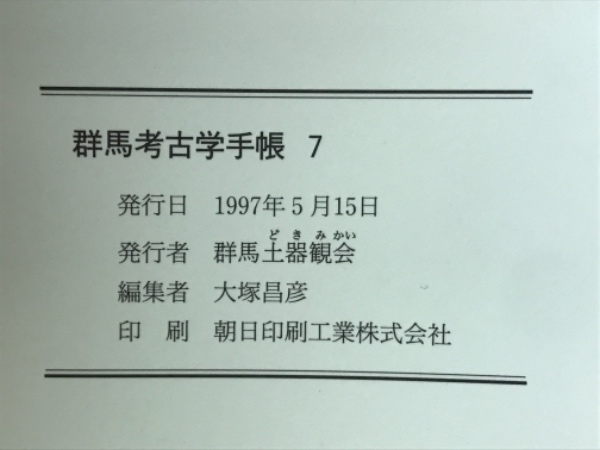 群馬考古学手帳 7
発行日 1997年5月15日
どきみかい
発行者 群馬土器観会
編集者 大塚昌彦
印 刷 朝日印刷工業株式会社